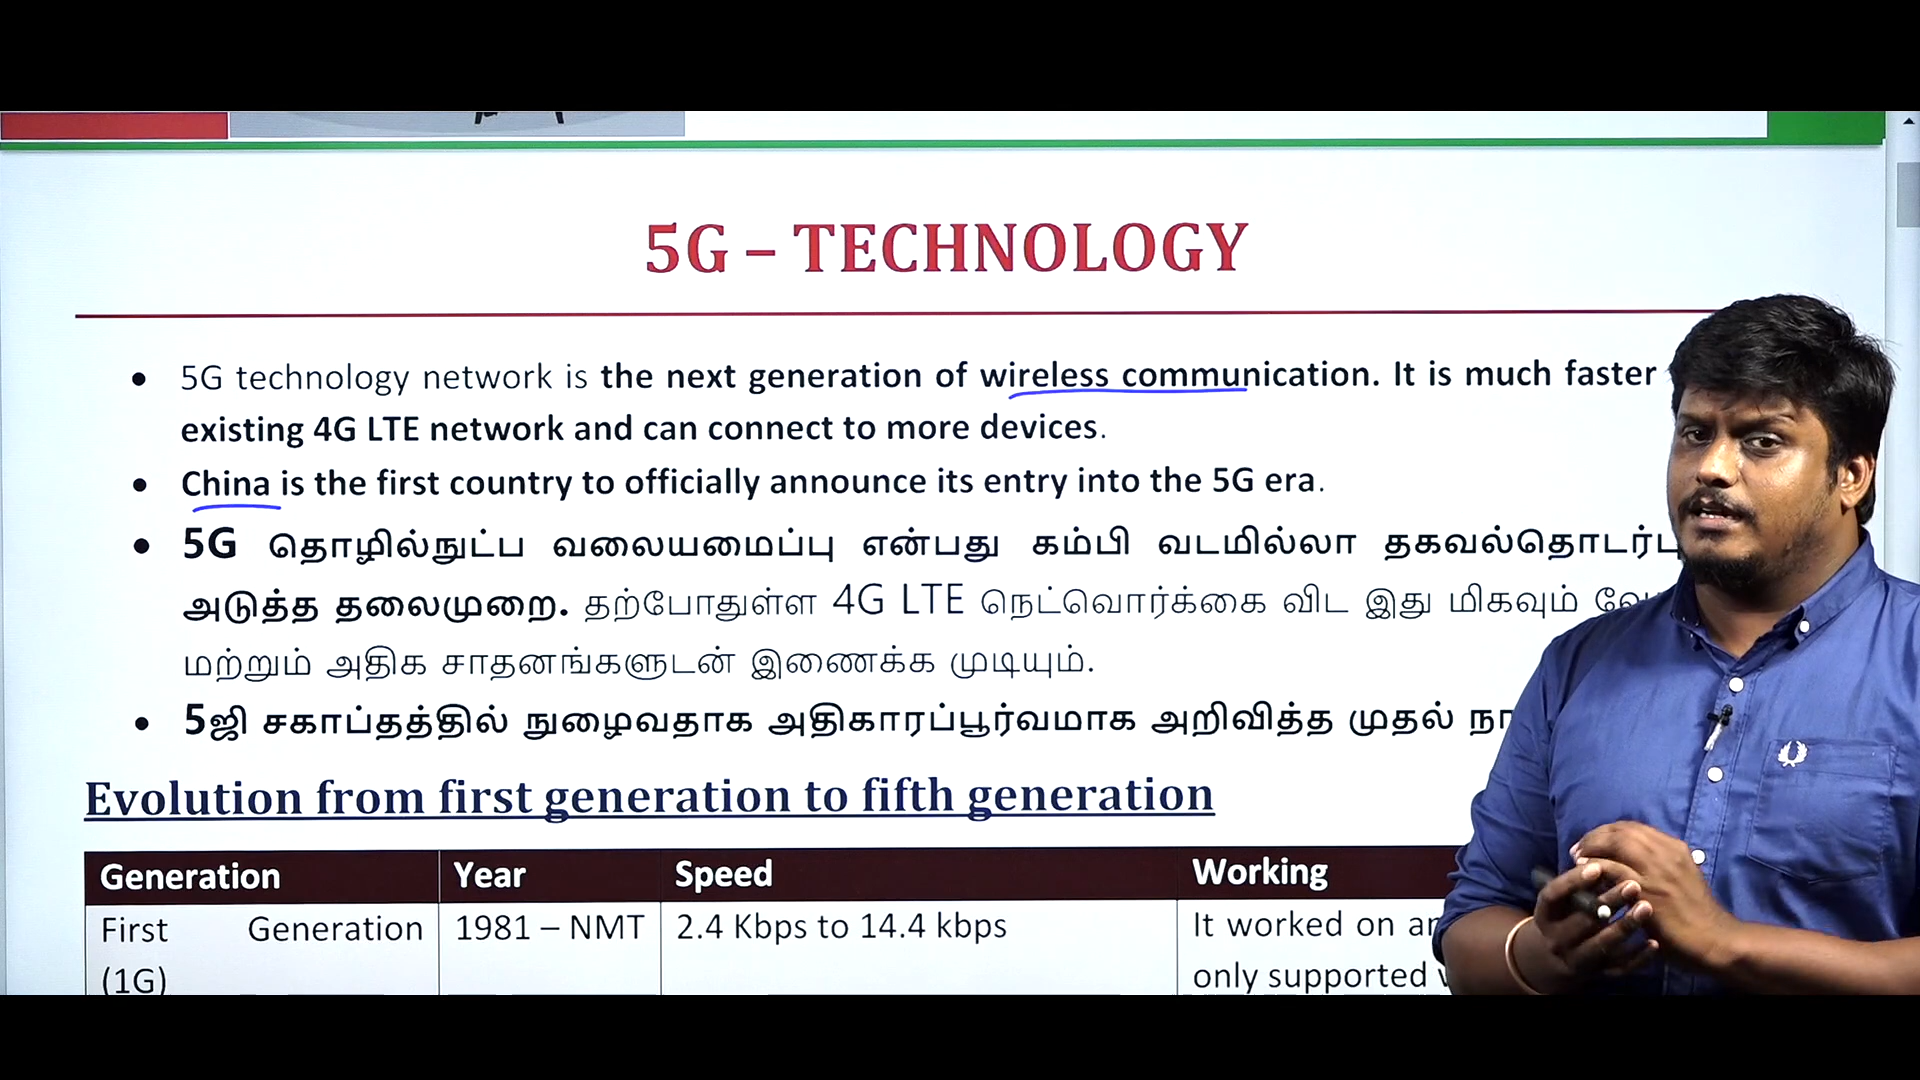 5G – TECHNOLOGY
5G technology network is the next generation of wireless communication. It is much faster
existing 4G LTE network and can connect to more devices.
China is the first country to officially announce its entry into the 5G era.
5G தொழில்நுட்ப வலையமைப்பு என்பது கம்பி வடமில்லா தகவல்தொடர்பு
அடுத்த தலைமுறை. தற்போதுள்ள 4G LTE நெட்வொர்க்கை விட இது மிகவும்
மற்றும் அதிக சாதனங்களுடன் இணைக்க முடியும்.
5ஜி சகாப்தத்தில் நுழைவதாக அதிகாரப்பூர்வமாக அறிவித்த முதல்
Evolution from first generation to fifth generation
Generation Year Speed Working
First Generation 1981 – NMT 2.4 Kbps to 14.4 kbps It worked on
(1G) only supported